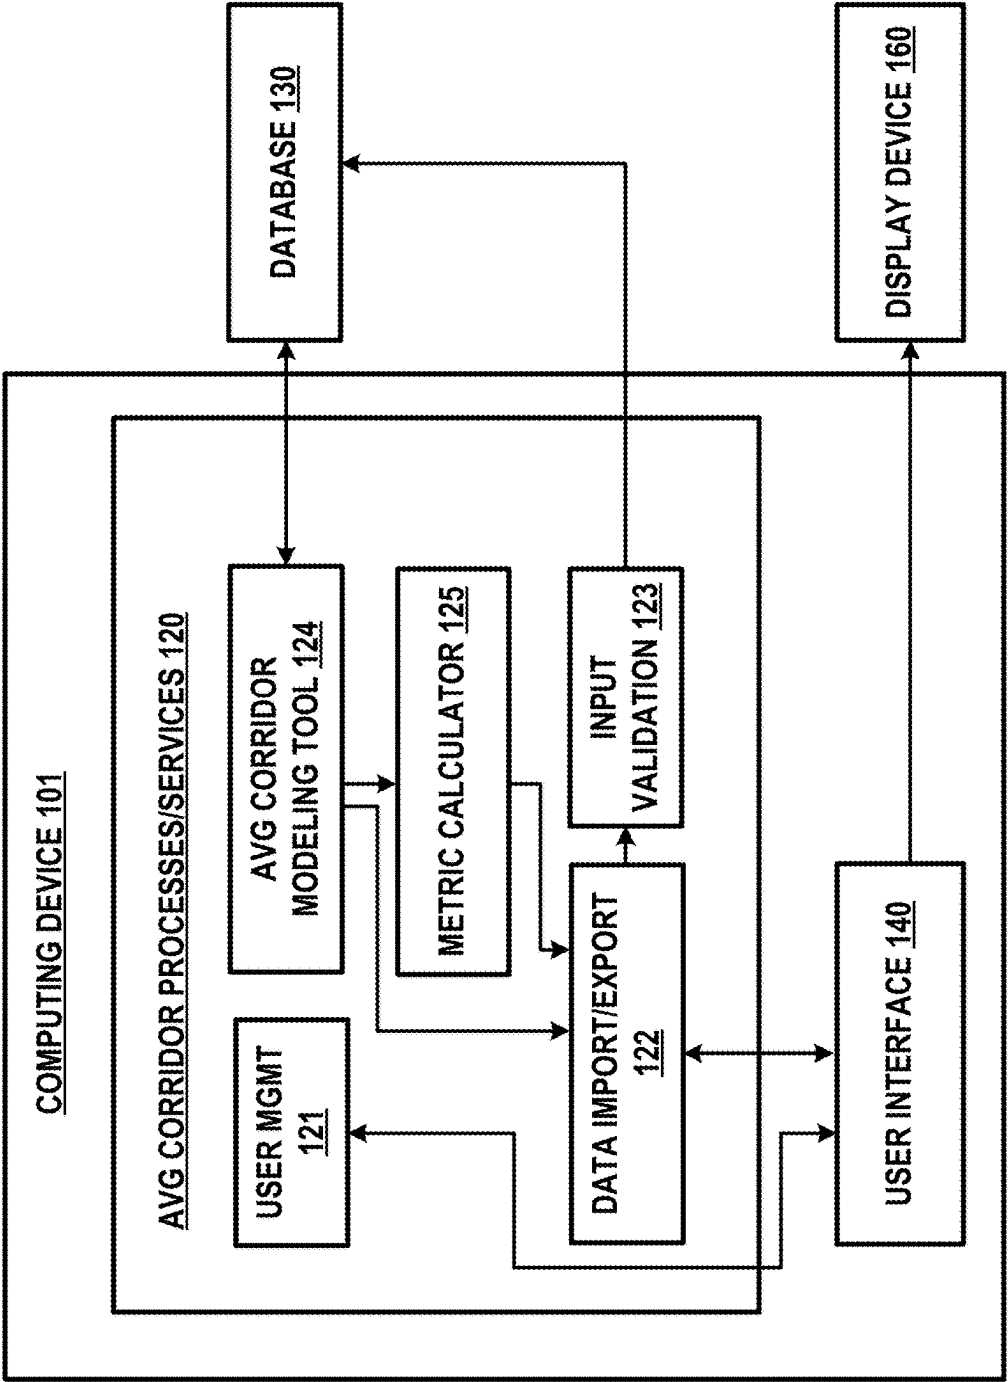 COMPUTING DEVICE 101
AVG CORRIDOR PROCESSES/SERVICES 120
USER MGMT
121
AVG CORRIDOR
MODELING TOOL 124
DATABASE 130
METRIC CALCULATOR 125
DATA IMPORT/EXPORT
122
INPUT
VALIDATION 123
USER INTERFACE 140
DISPLAY DEVICE 160